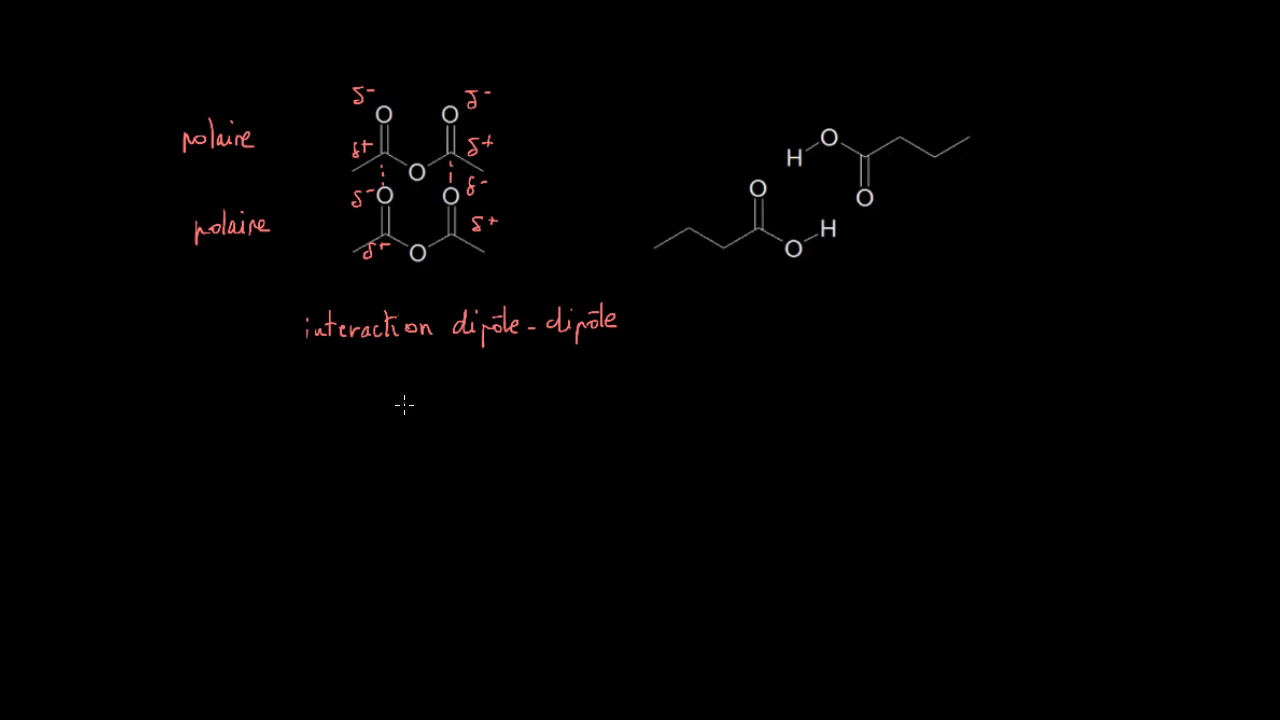 δ- δ-
O O
polaire δ+ δ+ H O
O
δ- O O δ- O O
polaire δ+ H
δ+ O O
interaction dipôle-dipôle